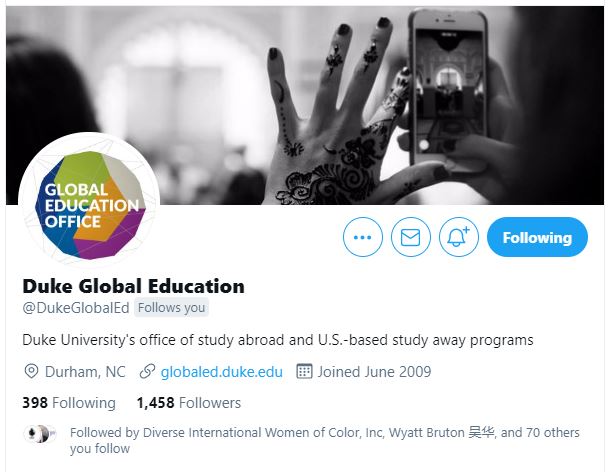 GLOBAL
EDUCATION
OFFICE
Following
Duke Global Education
@DukeGlobalEd Follows you
Duke University's office of study abroad and U.S.-based study away programs
Durham, NC globaled.duke.edu Joined June 2009
398 Following 1,458 Followers
Followed by Diverse International Women of Color, Inc, Wyatt Bruton 吴华, and 70 others
you follow